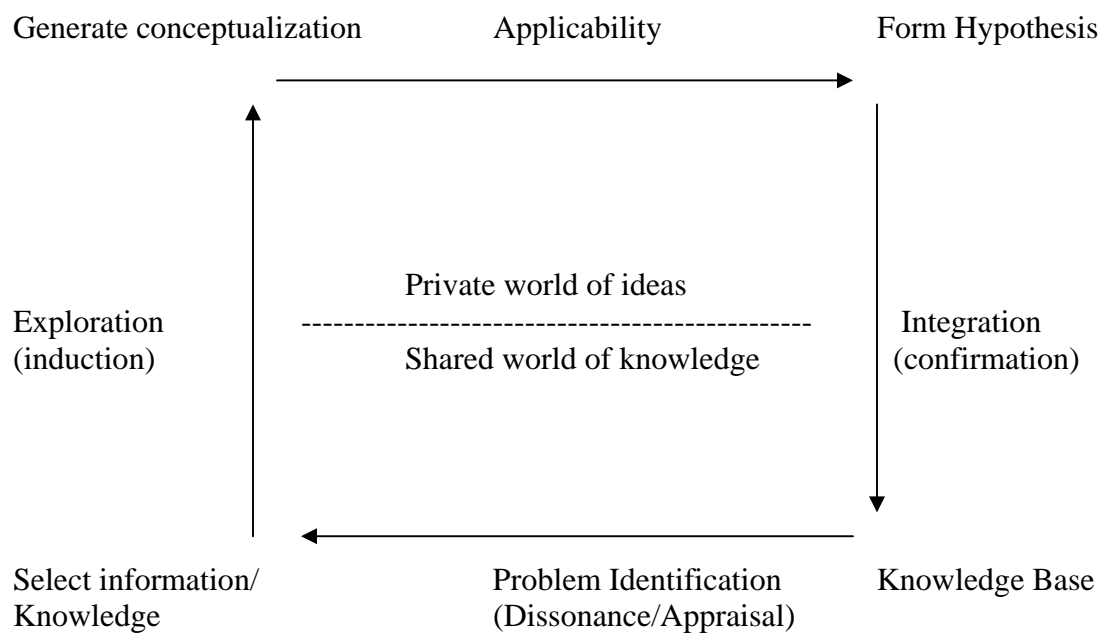 Generate conceptualization Applicability Form Hypothesis
Private world of ideas
Exploration Integration
(induction) Shared world of knowledge (confirmation)
Select information/ Problem Identification Knowledge Base
Knowledge (Dissonance/Appraisal)